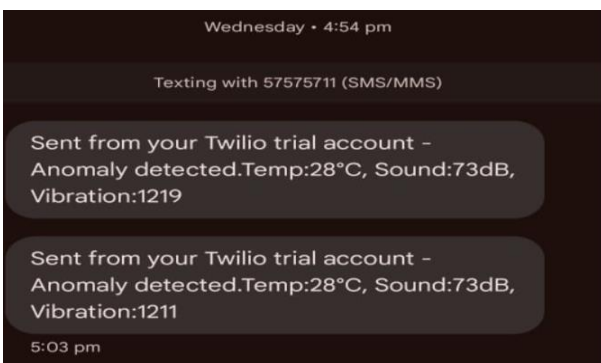 Wednesday • 4:54 pm
Texting with 57575711 (SMS/MMS)
Sent from your Twilio trial account -
Anomaly detected.Temp:28°C, Sound:73dB,
Vibration:1219
Sent from your Twilio trial account -
Anomaly detected.Temp:28°C, Sound:73dB,
Vibration:1211
5:03 pm